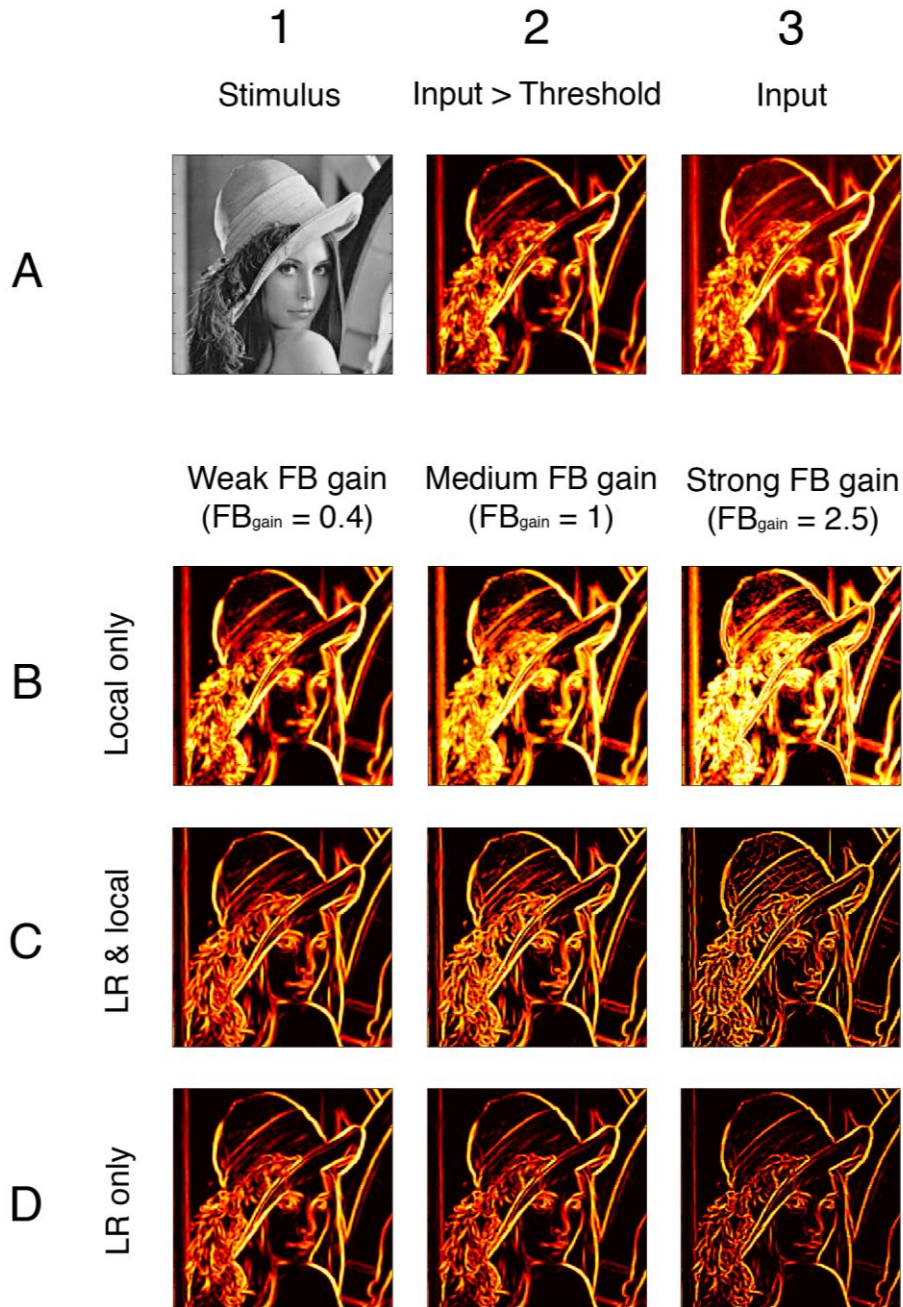 1 2 3
Stimulus Input > Threshold Input
A
Weak FB gain Medium FB gain Strong FB gain
(FBgain = 0.4) (FBgain = 1) (FBgain = 2.5)
B Local only
C LR & local
D LR only